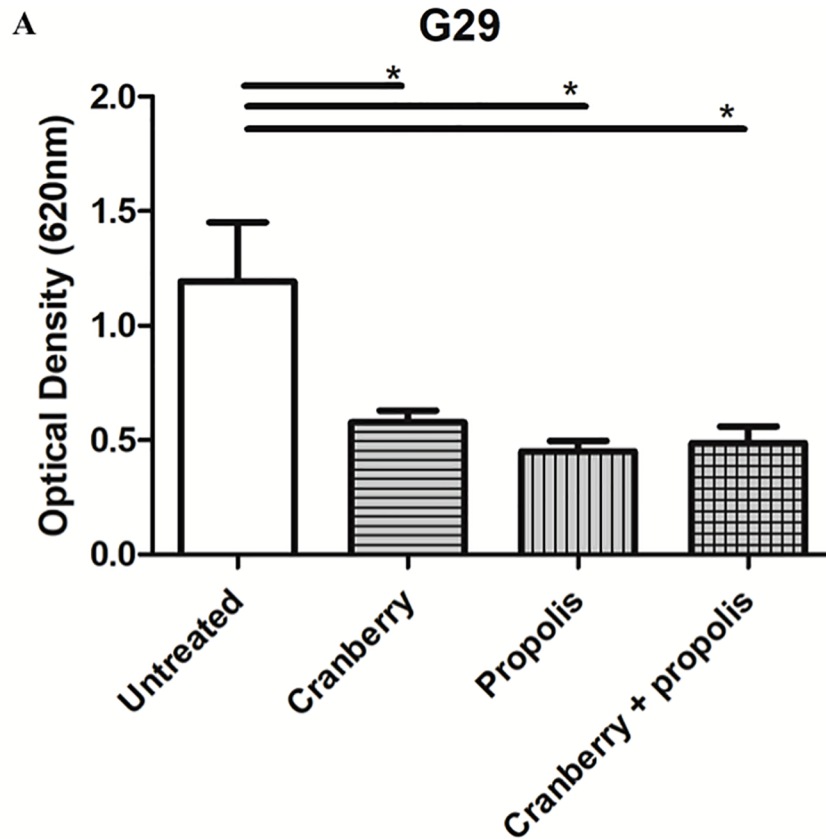 A
G29
*
*
*
Optical Density (620nm)
2.0
1.5
1.0
0.5
0.0
Untreated
Cranberry
Propolis
Cranberry + propolis